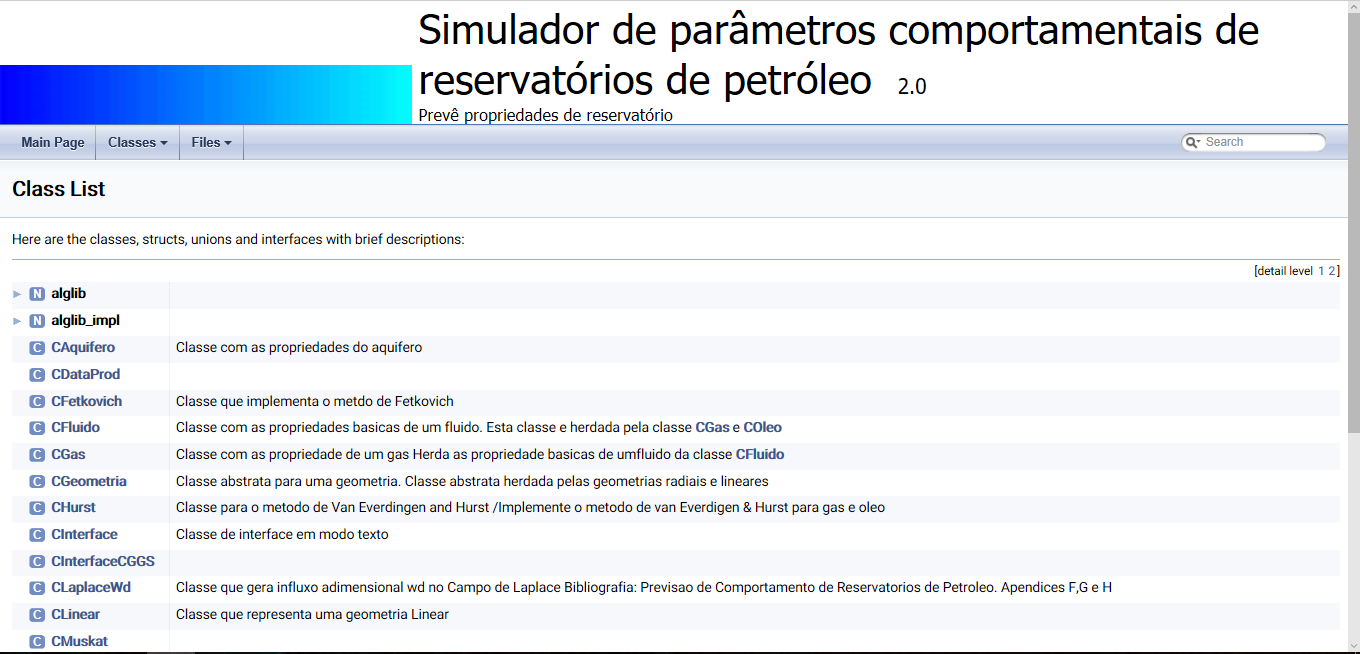 Simulador de parâmetros comportamentais de
reservatórios de petróleo 2.0
Prevê propriedades de reservatório
Main Page Classes Files Search
Class List
Here are the classes, structs, unions and interfaces with brief descriptions:
[detail level 1 2]
N alglib
N alglib_impl
C CAquifero Classe com as propriedades do aquifero
C CDataProd
C CFetkovich Classe que implementa o metdo de Fetkovich
C CFluido Classe com as propriedades basicas de um fluido. Esta classe e herdada pela classe CGas e COleo
C CGas Classe com as propriedade de um gas Herda as propriedade basicas de umfluido da classe CFluido
C CGeometria Classe abstrata para uma geometria. Classe abstrata herdada pelas geometrias radiais e lineares
C CHurst Classe para o metodo de Van Everdingen and Hurst /Implemente o metodo de van Everdigen & Hurst para gas e oleo
C CInterface Classe de interface em modo texto
C CInterfaceCGGS
C CLaplaceWd Classe que gera influxo adimensional wd no Campo de Laplace Bibliografia: Previsao de Comportamento de Reservatorios de Petroleo. Apendices F,G e H
C CLinear Classe que representa uma geometria Linear
C CMuskat